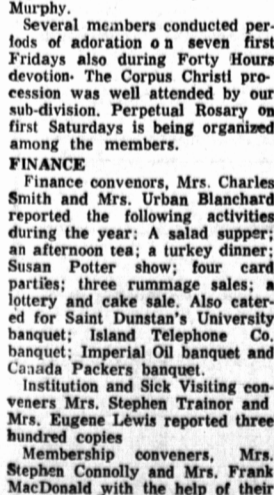 Murphy.
Several members conducted per-
iods of adoration on seven first
Fridays also during Forty Hours
devotion. The Corpus Christi pro-
cession was well attended by our
sub-division. Perpetual Rosary on
first Saturdays is being organized
among the members.
FINANCE
Finance convenors, Mrs. Charles
Smith and Mrs. Urban Blanchard
reported the following activities
during the year: A salad supper;
an afternoon tea; a turkey dinner;
Susan Potter show; four card
parties; three rummage sales; a
lottery and cake sale. Also cater-
ed for Saint Dunstan's University
banquet; Island Telephone Co.
banquet; Imperial Oil banquet and
Canada Packers banquet.
Institution and Sick Visiting con-
veners Mrs. Stephen Trainor and
Mrs. Eugene Lewis reported three
hundred copies
Membership conveners, Mrs.
Stephen Connolly and Mrs. Frank
MacDonald with the help of their